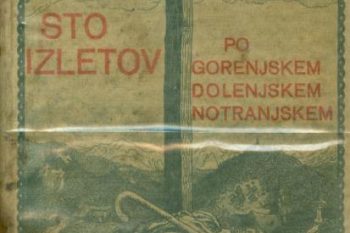 STO
IZLETOV
PO
GORENJSKEM
DOLENJSKEM
NOTRANJSKEM